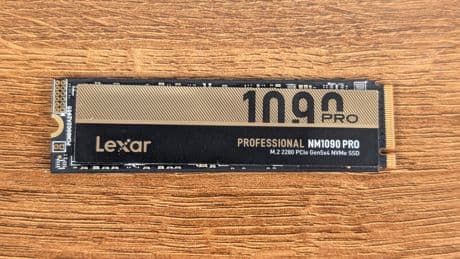 1090 PRO
Lexar
PROFESSIONAL NM1090 PRO
M.2 2280 PCIe Gen5x4 NVMe SSD